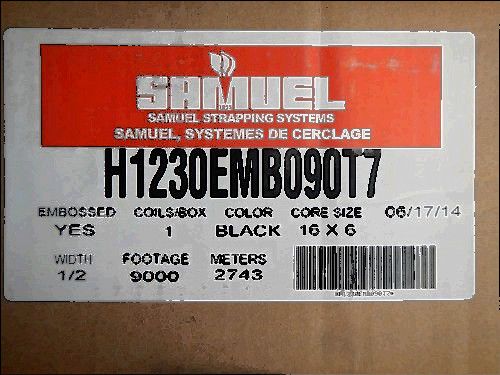 SAMUEL
SAMUEL STRAPPING SYSTEMS
SAMUEL, SYSTEMES DE CERCLAGE
H1230EMB090T7
EMBOSSED COILS/BOX COLOR CORE SIZE 06/17/14
YES 1 BLACK 16 X 6
WIDTH FOOTAGE METERS
1/2 9000 2743